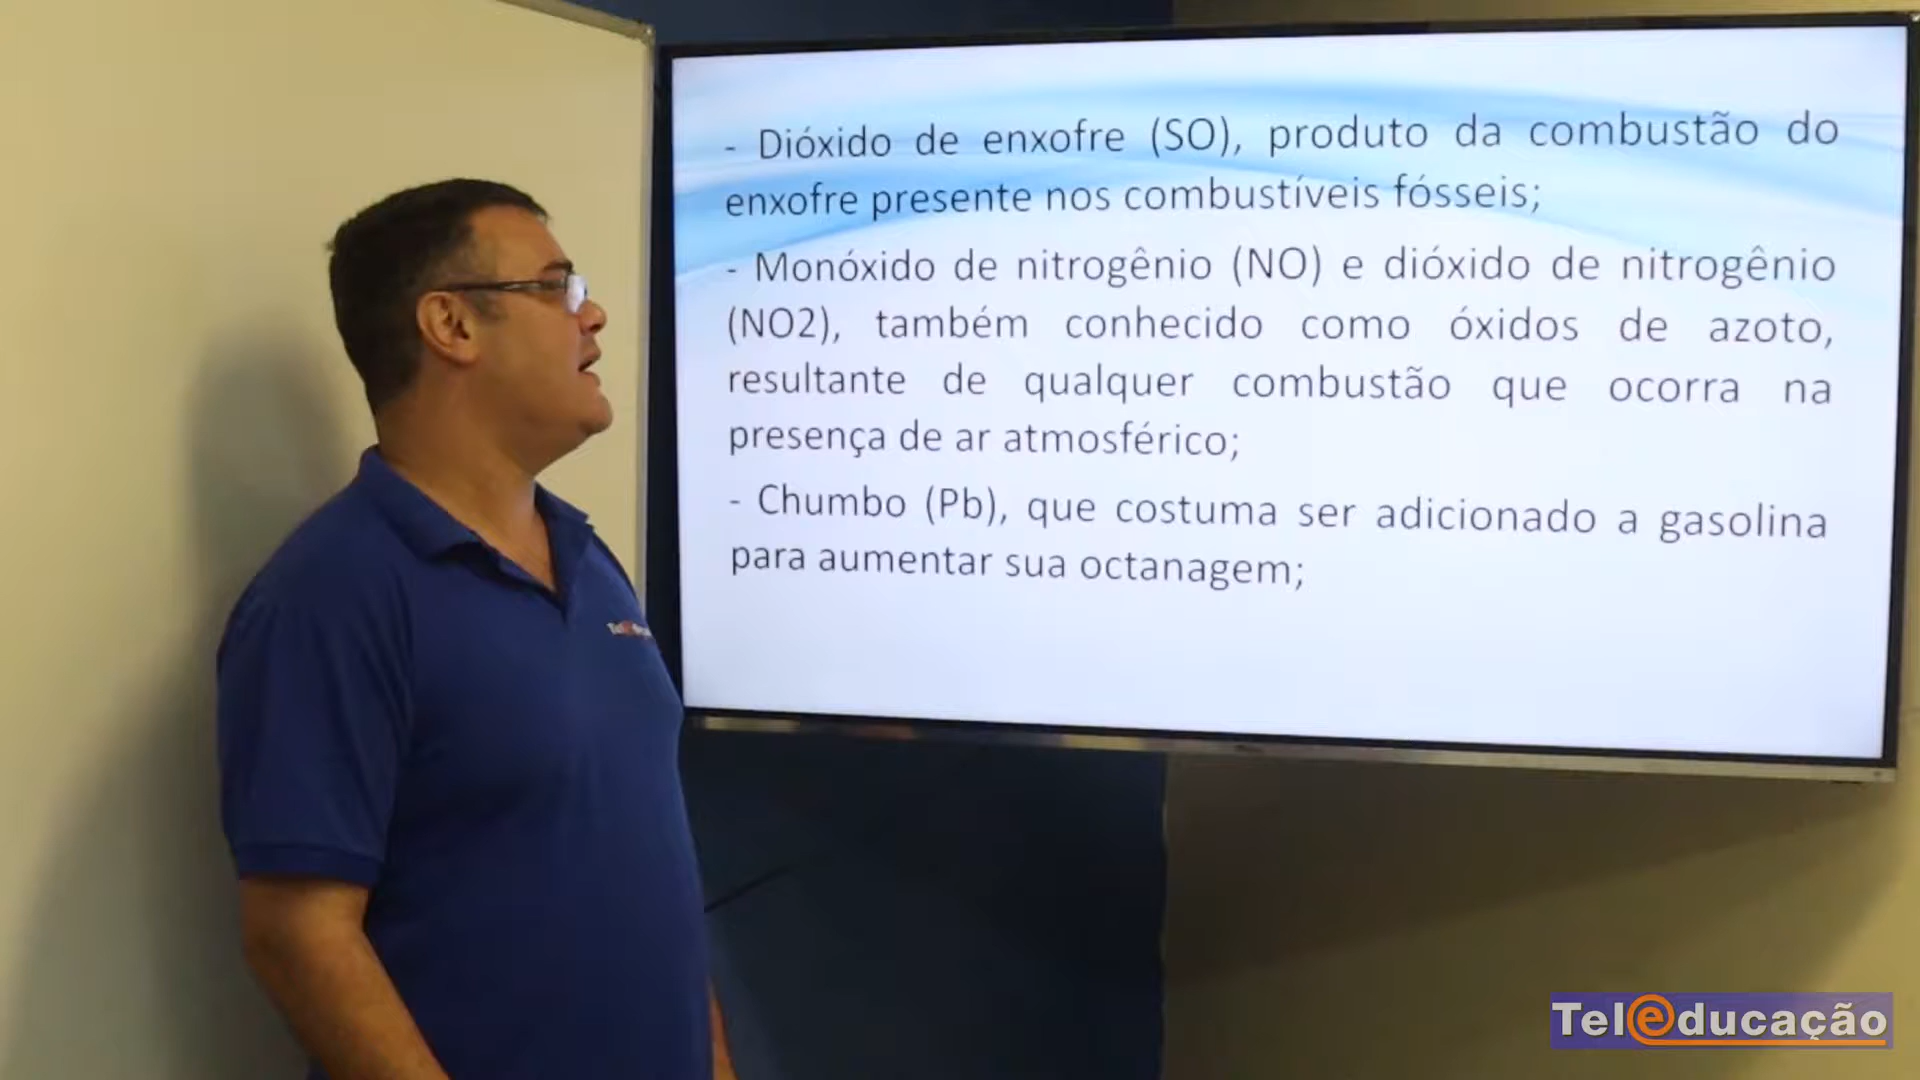 - Dióxido de enxofre (SO), produto da combustão do
enxofre presente nos combustíveis fósseis;
- Monóxido de nitrogênio (NO) e dióxido de nitrogênio
(NO2), também conhecido como óxidos de azoto,
resultante de qualquer combustão que ocorra na
presença de ar atmosférico;
- Chumbo (Pb), que costuma ser adicionado a gasolina
para aumentar sua octanagem;
Teleducação